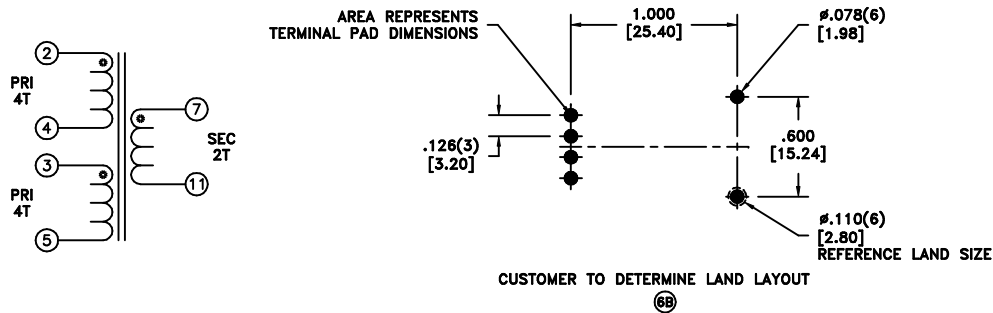 2
PRI
4T
4
3
PRI
4T
5
7
SEC
2T
11
AREA REPRESENTS
TERMINAL PAD DIMENSIONS
1.000
[25.40]
ø.078(6)
[1.98]
.126(3)
[3.20]
.600
[15.24]
ø.110(6)
[2.80]
REFERENCE LAND SIZE
CUSTOMER TO DETERMINE LAND LAYOUT
6B